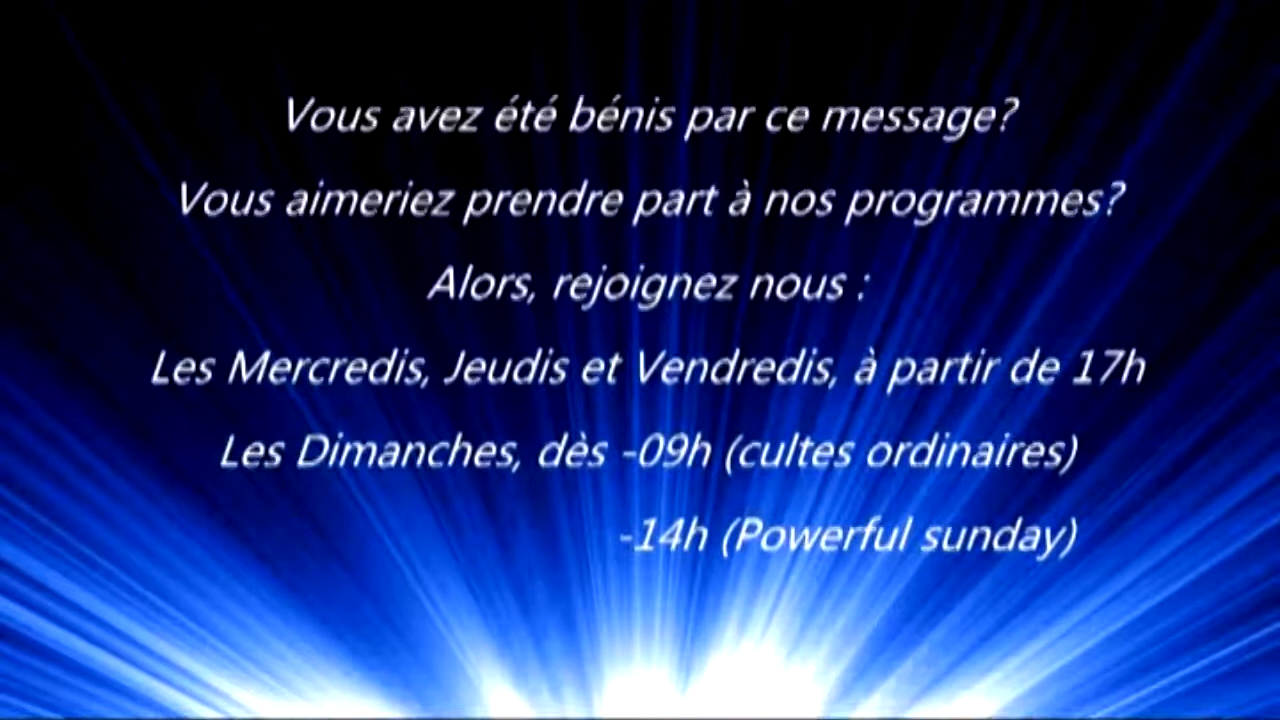 Vous avez été bénis par ce message?
Vous aimeriez prendre part à nos programmes?
Alors, rejoignez nous :
Les Mercredis, Jeudis et Vendredis, à partir de 17h
Les Dimanches, dès -09h (cultes ordinaires)
-14h (Powerful sunday)